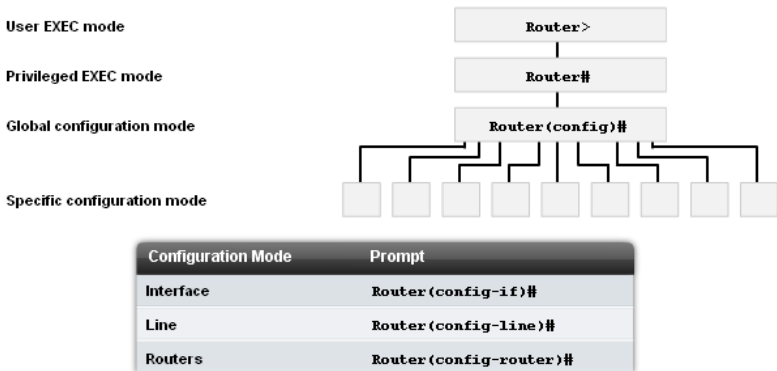 User EXEC mode Router>
Privileged EXEC mode Router#
Global configuration mode Router(config)#
Specific configuration mode
Configuration Mode Prompt
Interface Router(config-if)#
Line Router(config-line)#
Routers Router(config-router)#